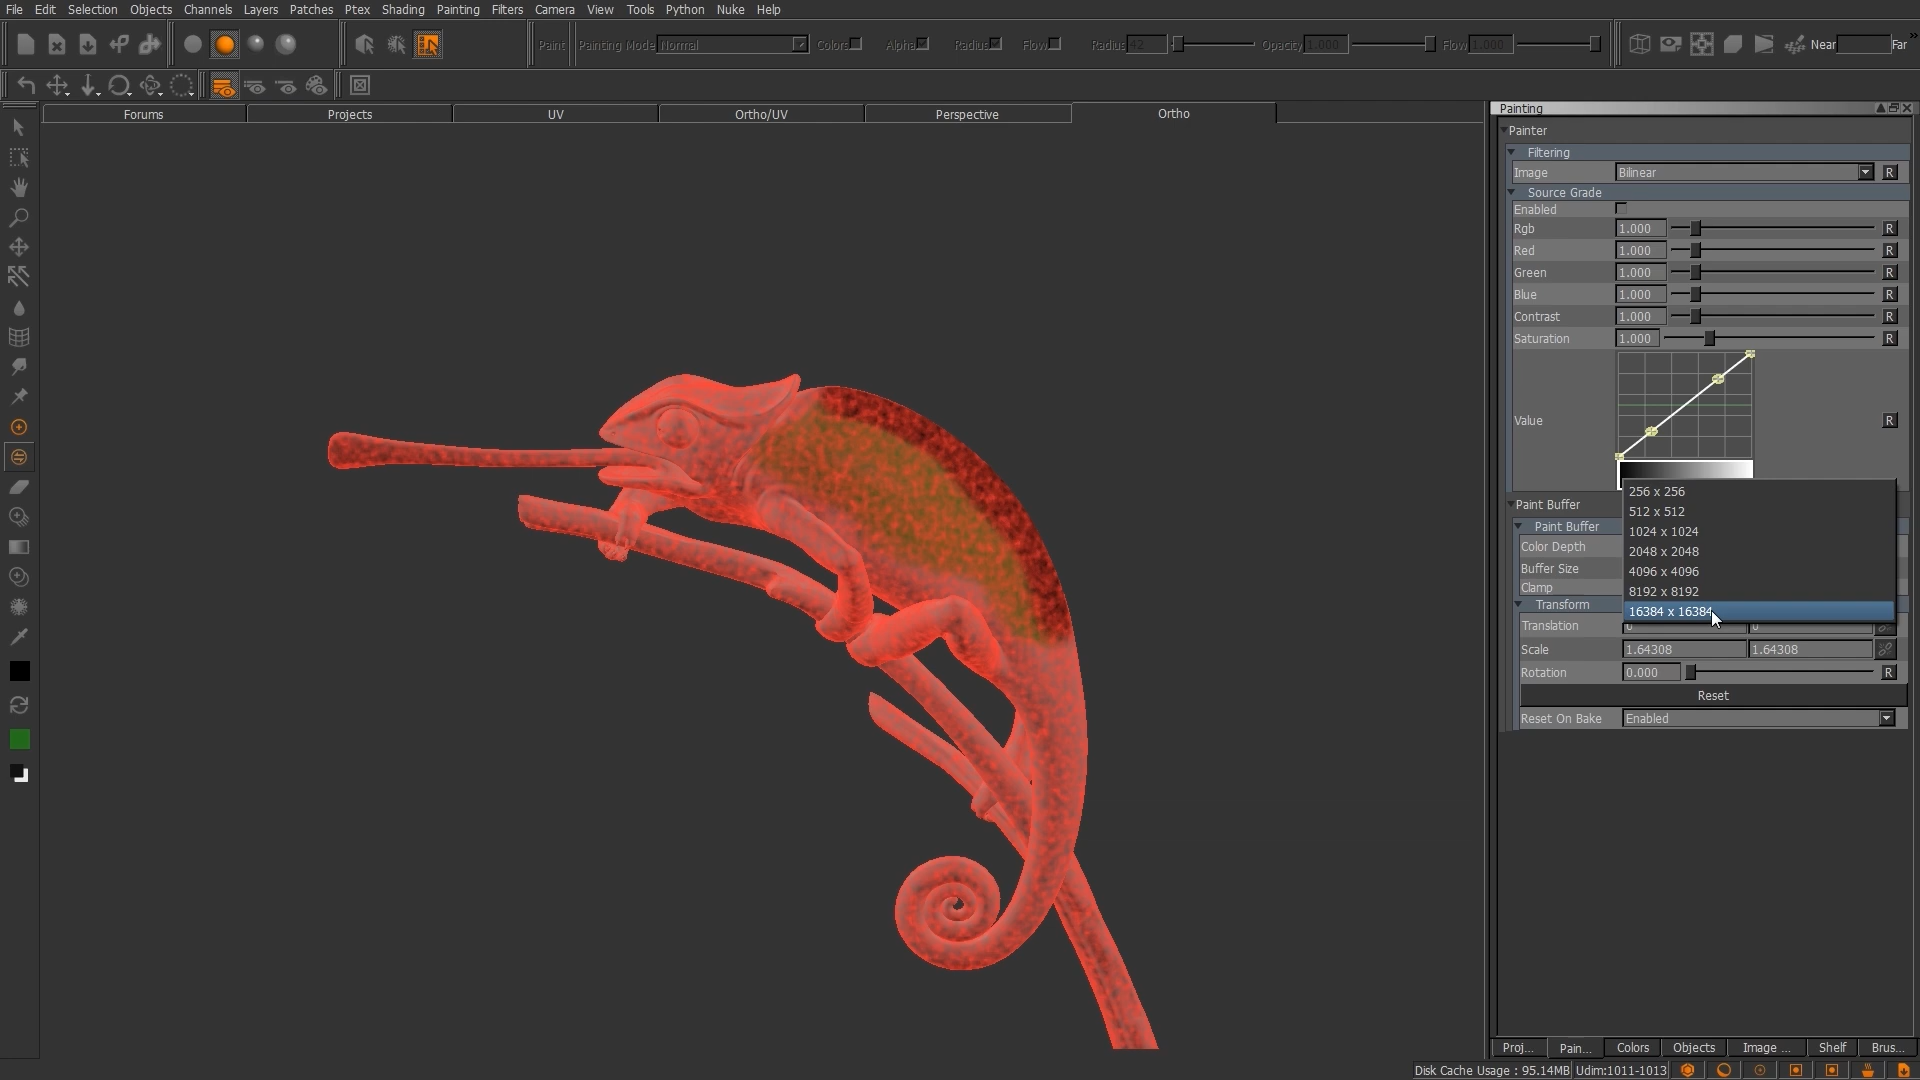 File Edit Selection Objects Channels Layers Patches Ptex Shading Painting Filters Camera View Tools Python Nuke Help
Paint Painting Mode Normal Colors Alpha Radius Flow Radius 42 Opacity 1.000 Flow 1.000 Near Far
Forums Projects UV Ortho/UV Perspective Ortho
Painting
Painter
Filtering
Image Bilinear R
Source Grade
Enabled
Rgb 1.000 R
Red 1.000 R
Green 1.000 R
Blue 1.000 R
Contrast 1.000 R
Saturation 1.000 R
Value R
256 x 256
Paint Buffer
512 x 512
Paint Buffer
1024 x 1024
Color Depth
2048 x 2048
Buffer Size
4096 x 4096
Clamp
8192 x 8192
Transform
16384 x 16384
Translation 0 0
Scale 1.64308 1.64308
Rotation 0.000 R
Reset
Reset On Bake Enabled
Proj... Pain... Colors Objects Image ... Shelf Brus...
Disk Cache Usage : 95.14MB Udim:1011-1013